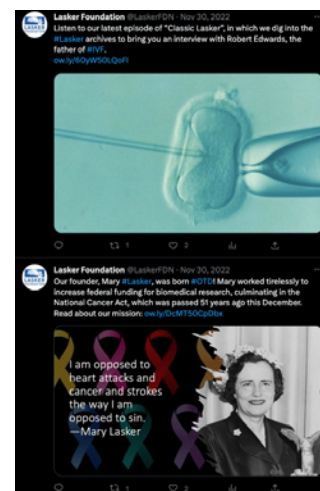 Lasker Foundation @LaskerFDN · Nov 30, 2022
Listen to our latest episode of "Classic Lasker", in which we dig into the
#Lasker archives to bring you an interview with Robert Edwards, the
father of #IVF.
ow.ly/60yW50LQoFI
1
2
Lasker Foundation @LaskerFDN · Nov 30, 2022
Our founder, Mary #Lasker, was born #OTD! Mary worked tirelessly to
increase federal funding for biomedical research, culminating in the
National Cancer Act, which was passed 51 years ago this December.
Read about our mission: ow.ly/DcMT50CpDbx
I am opposed to
heart attacks and
cancer and strokes
the way I am
opposed to sin.
—Mary Lasker
1
2